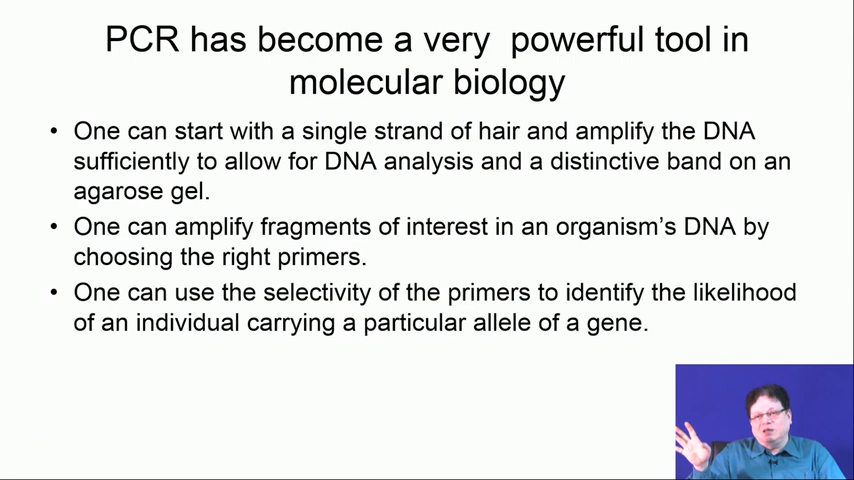 PCR has become a very powerful tool in
molecular biology
• One can start with a single strand of hair and amplify the DNA
sufficiently to allow for DNA analysis and a distinctive band on an
agarose gel.
• One can amplify fragments of interest in an organism’s DNA by
choosing the right primers.
• One can use the selectivity of the primers to identify the likelihood
of an individual carrying a particular allele of a gene.